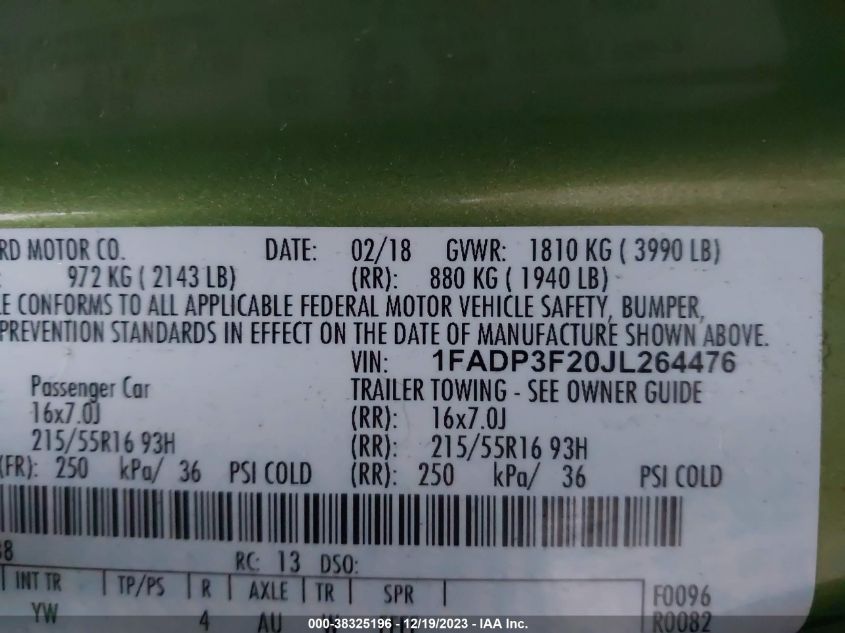 RD MOTOR CO. DATE: 02/18 GVWR: 1810 KG ( 3990 LB)
: 972 KG ( 2143 LB) (RR): 880 KG ( 1940 LB)
E CONFORMS TO ALL APPLICABLE FEDERAL MOTOR VEHICLE SAFETY, BUMPER,
PREVENTION STANDARDS IN EFFECT ON THE DATE OF MANUFACTURE SHOWN ABOVE.
VIN: 1FADP3F20JL264476
Passenger Car TRAILER TOWING - SEE OWNER GUIDE
16x7.0J (RR): 16x7.0J
215/55R16 93H (RR): 215/55R16 93H
(FR): 250 kPa/ 36 PSI COLD (RR): 250 kPa/ 36 PSI COLD
38 RC: 13 DSO:
INT TR TP/PS R AXLE TR SPR F0096
YW 4 AU R0082
000-38325196 - 12/19/2023 - IAA Inc.